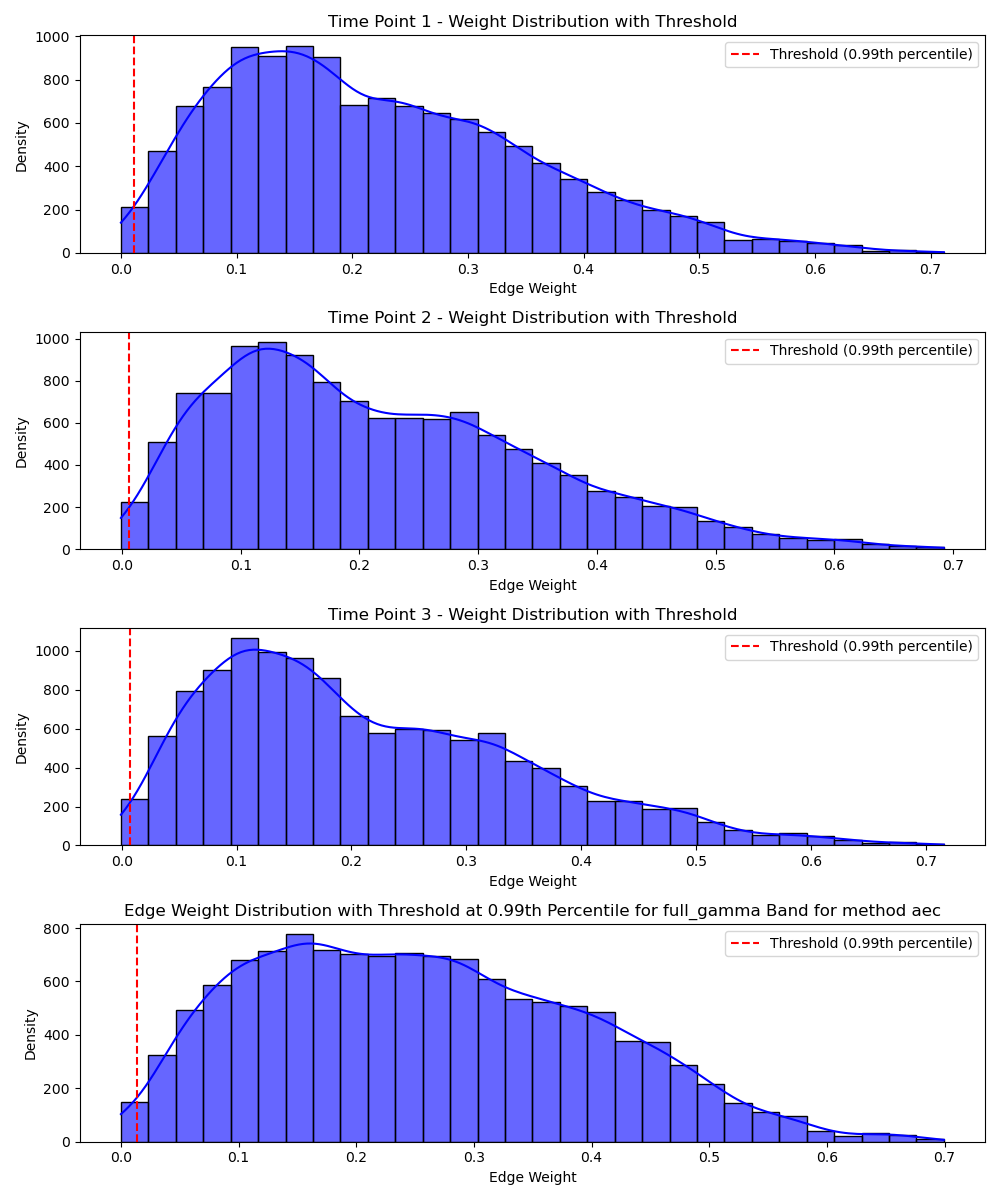 Time Point 1 - Weight Distribution with Threshold
Threshold (0.99th percentile)
Density
1000
800
600
400
200
0
0.0 0.1 0.2 0.3 0.4 0.5 0.6 0.7
Edge Weight
Time Point 2 - Weight Distribution with Threshold
Threshold (0.99th percentile)
Density
1000
800
600
400
200
0
0.0 0.1 0.2 0.3 0.4 0.5 0.6 0.7
Edge Weight
Time Point 3 - Weight Distribution with Threshold
Threshold (0.99th percentile)
Density
1000
800
600
400
200
0
0.0 0.1 0.2 0.3 0.4 0.5 0.6 0.7
Edge Weight
Edge Weight Distribution with Threshold at 0.99th Percentile for full_gamma Band for method aec
Threshold (0.99th percentile)
Density
800
600
400
200
0
0.0 0.1 0.2 0.3 0.4 0.5 0.6 0.7
Edge Weight